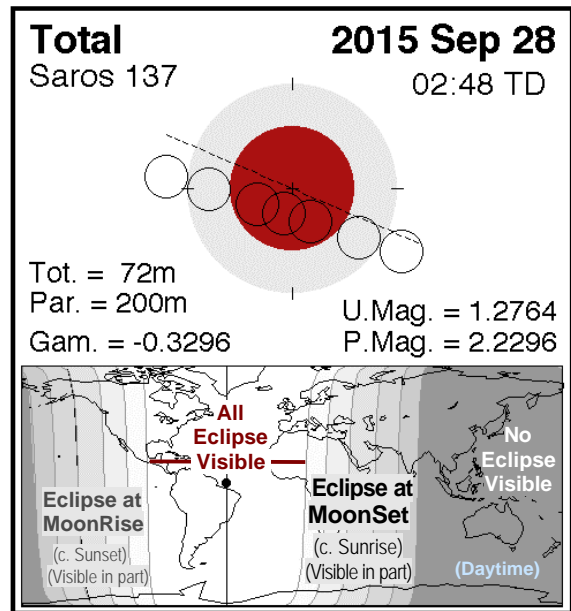 Total
2015 Sep 28
Saros 137
02:48 TD
Tot. = 72m
Par. = 200m
Gam. = -0.3296
U.Mag. = 1.2764
P.Mag. = 2.2296
All
Eclipse
Visible
No
Eclipse
Visible
Eclipse at
MoonRise
(c. Sunset)
(Visible in part)
Eclipse at
MoonSet
(c. Sunrise)
(Visible in part)
(Daytime)